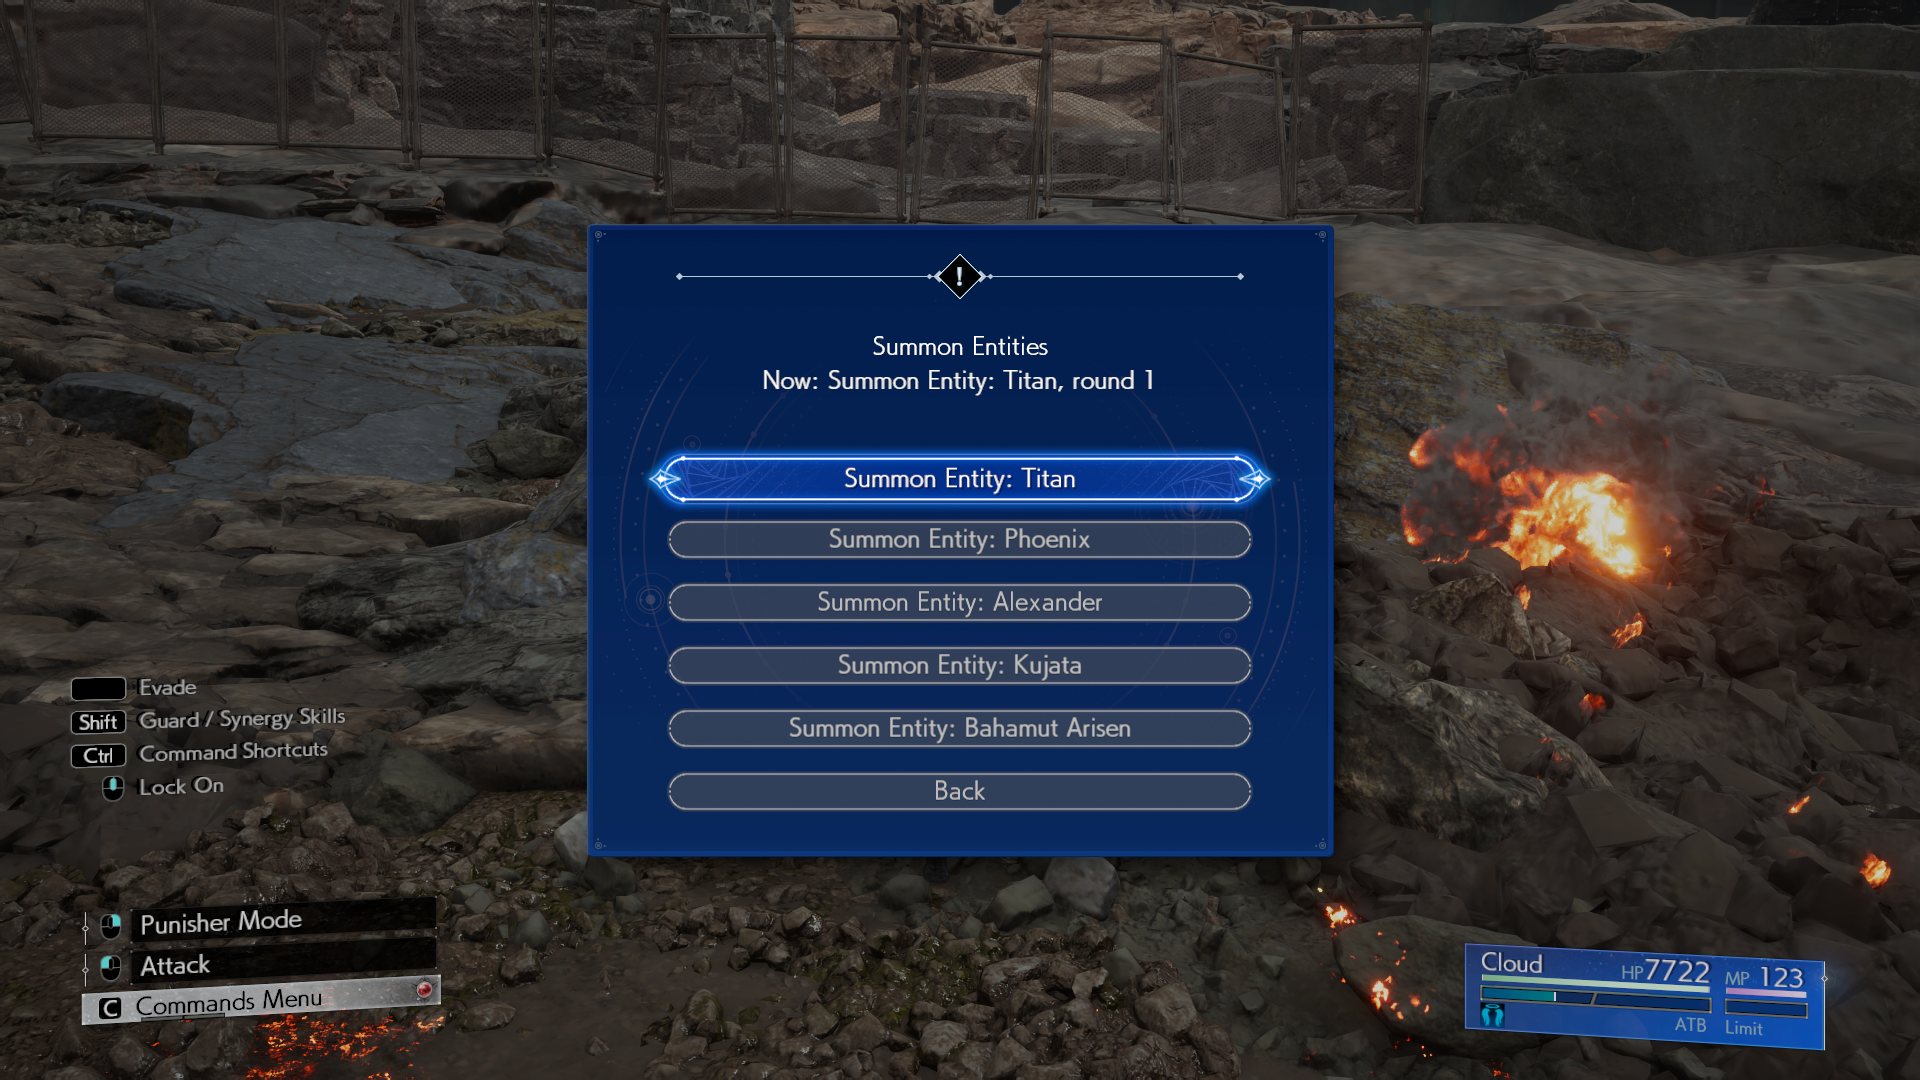 !
Summon Entities
Now: Summon Entity: Titan, round 1
Summon Entity: Titan
Summon Entity: Phoenix
Summon Entity: Alexander
Summon Entity: Kujata
Summon Entity: Bahamut Arisen
Back
Evade
Shift Guard / Synergy Skills
Ctrl Command Shortcuts
Lock On
Punisher Mode
Attack
C Commands Menu
Cloud HP 7722 MP 123
ATB Limit